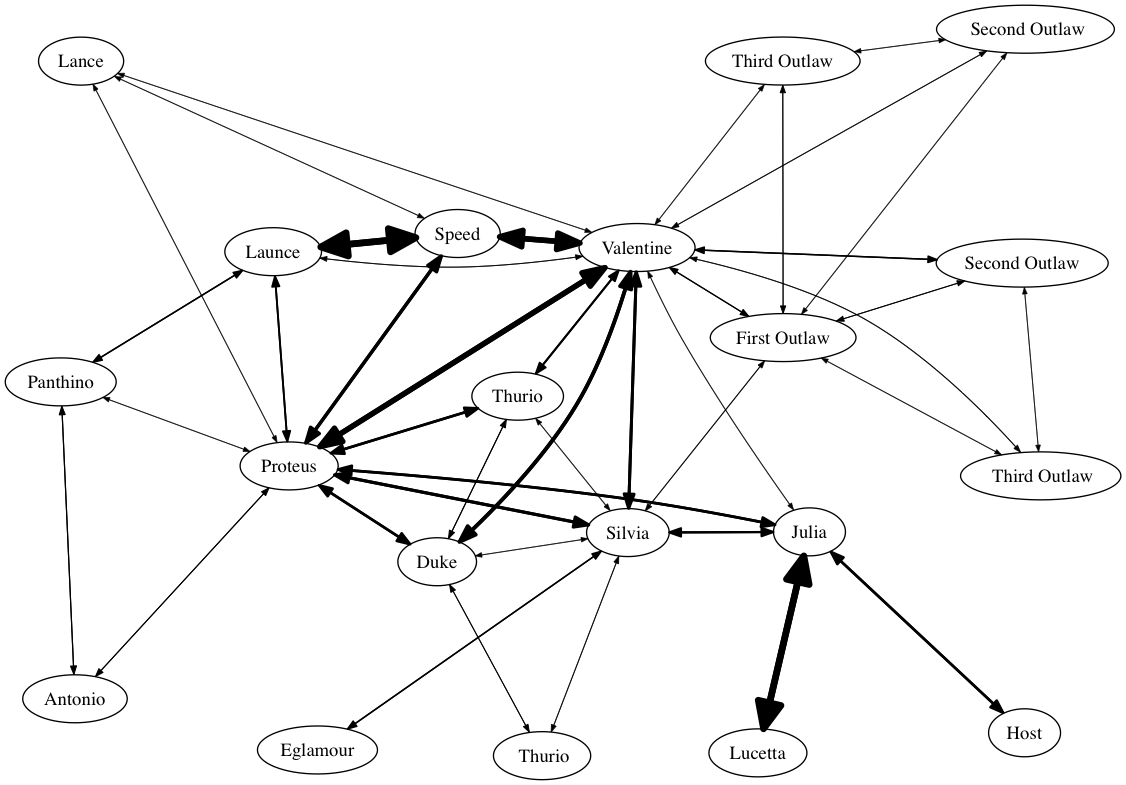 Second Outlaw
Lance
Third Outlaw
Speed
Valentine
Launce
Second Outlaw
First Outlaw
Panthino
Thurio
Proteus
Third Outlaw
Silvia
Julia
Duke
Antonio
Eglamour
Thurio
Lucetta
Host